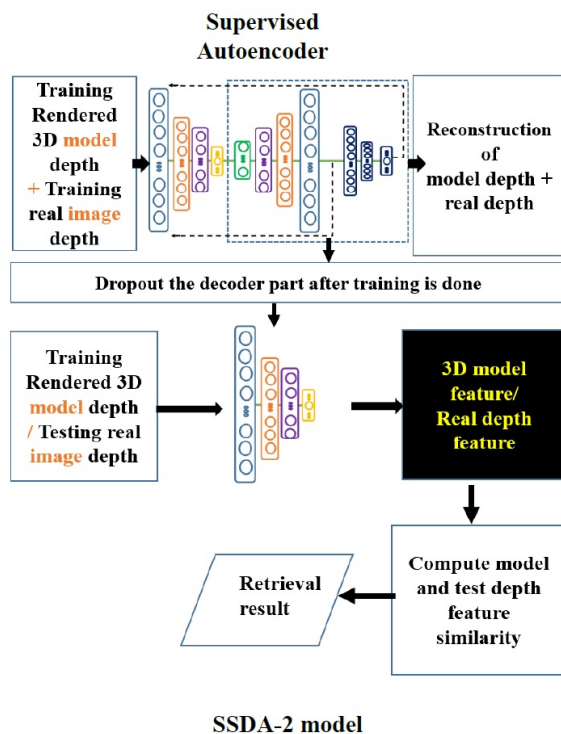 Supervised
Autoencoder
Training
Rendered
3D model
depth
+ Training
real image
depth
Reconstruction
of
model depth +
real depth
Dropout the decoder part after training is done
Training
Rendered 3D
model depth
/ Testing real
image depth
3D model
feature/
Real depth
feature
Compute model
and test depth
feature
similarity
Retrieval
result
SSDA-2 model